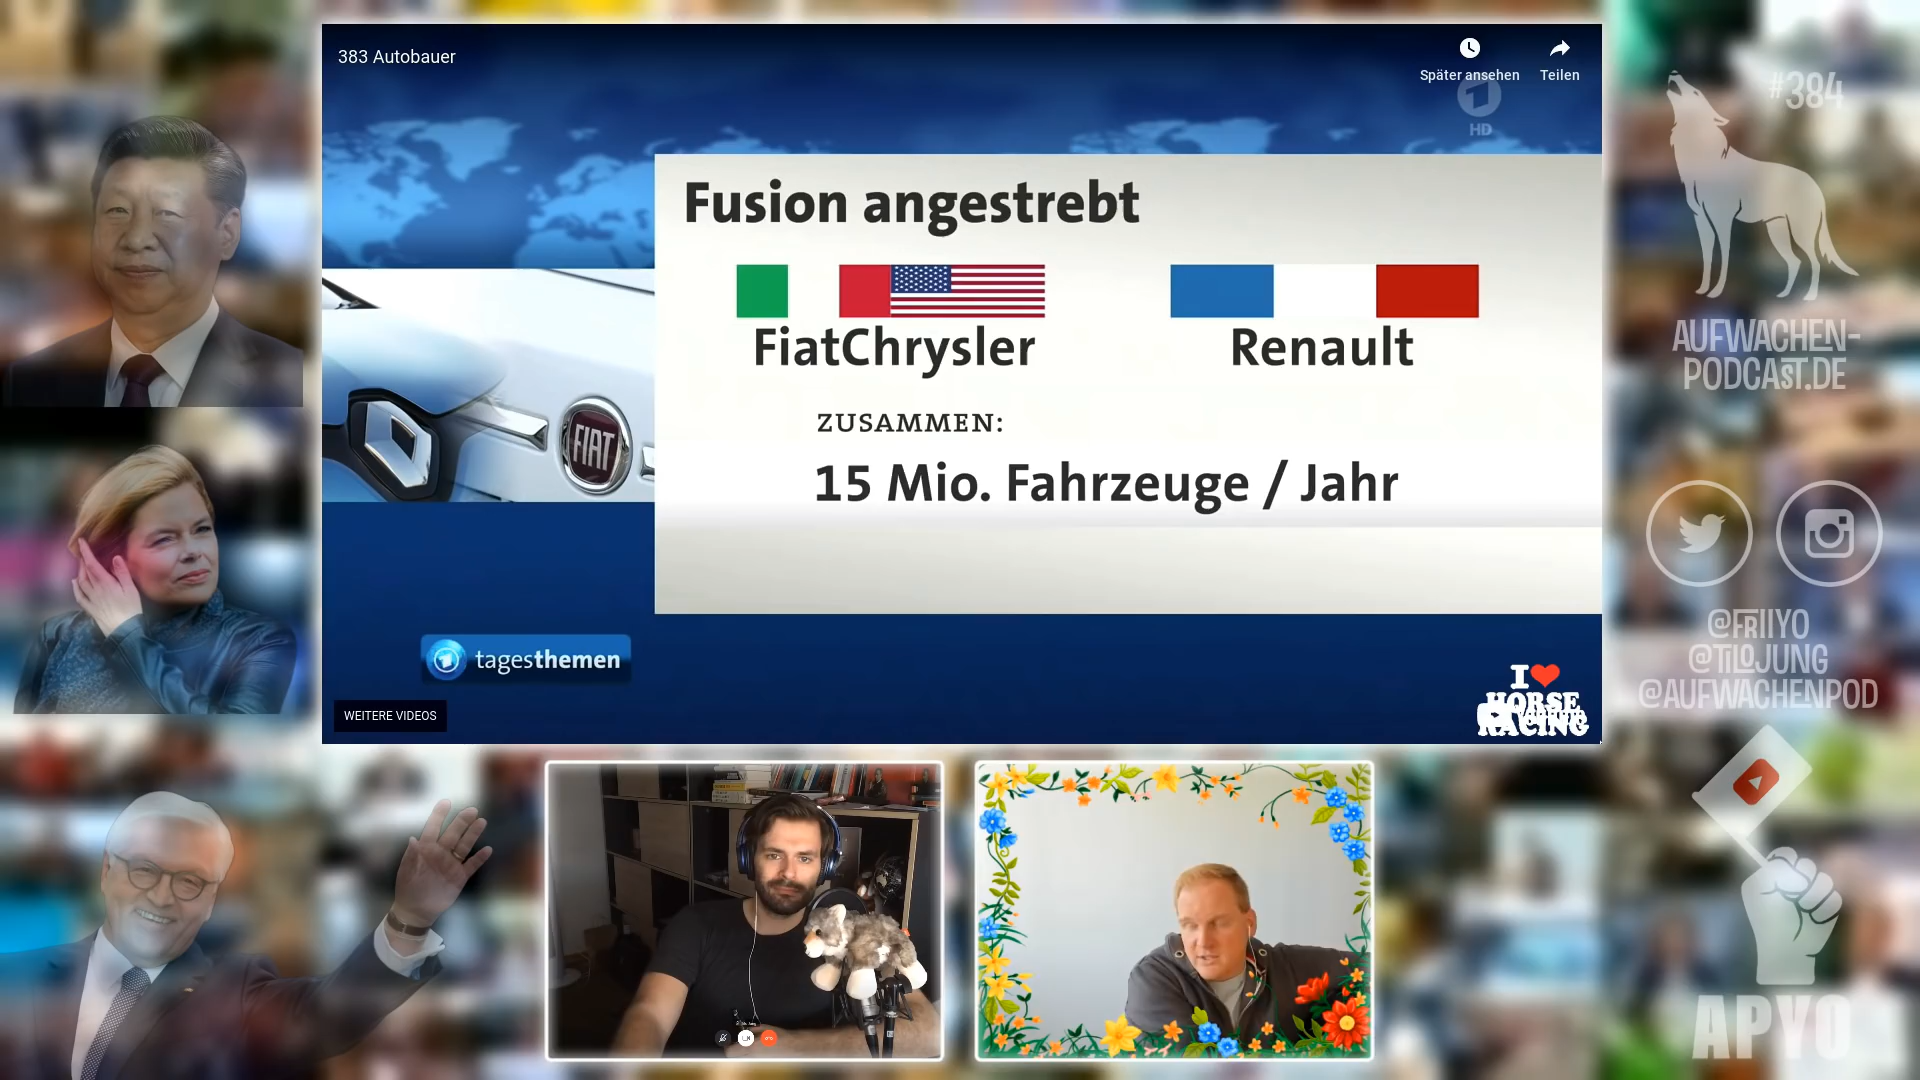 383 Autobauer
Später ansehen
Teilen
HD
Fusion angestrebt
FiatChrysler
Renault
ZUSAMMEN:
15 Mio. Fahrzeuge / Jahr
FIAT
tagesthemen
WEITERE VIDEOS
I
HORSE
RACING
#384
AUFWACHEN-
PODCAST.DE
@FRIIYO
@TILOJUNG
@AUFWACHENPOD
APYO